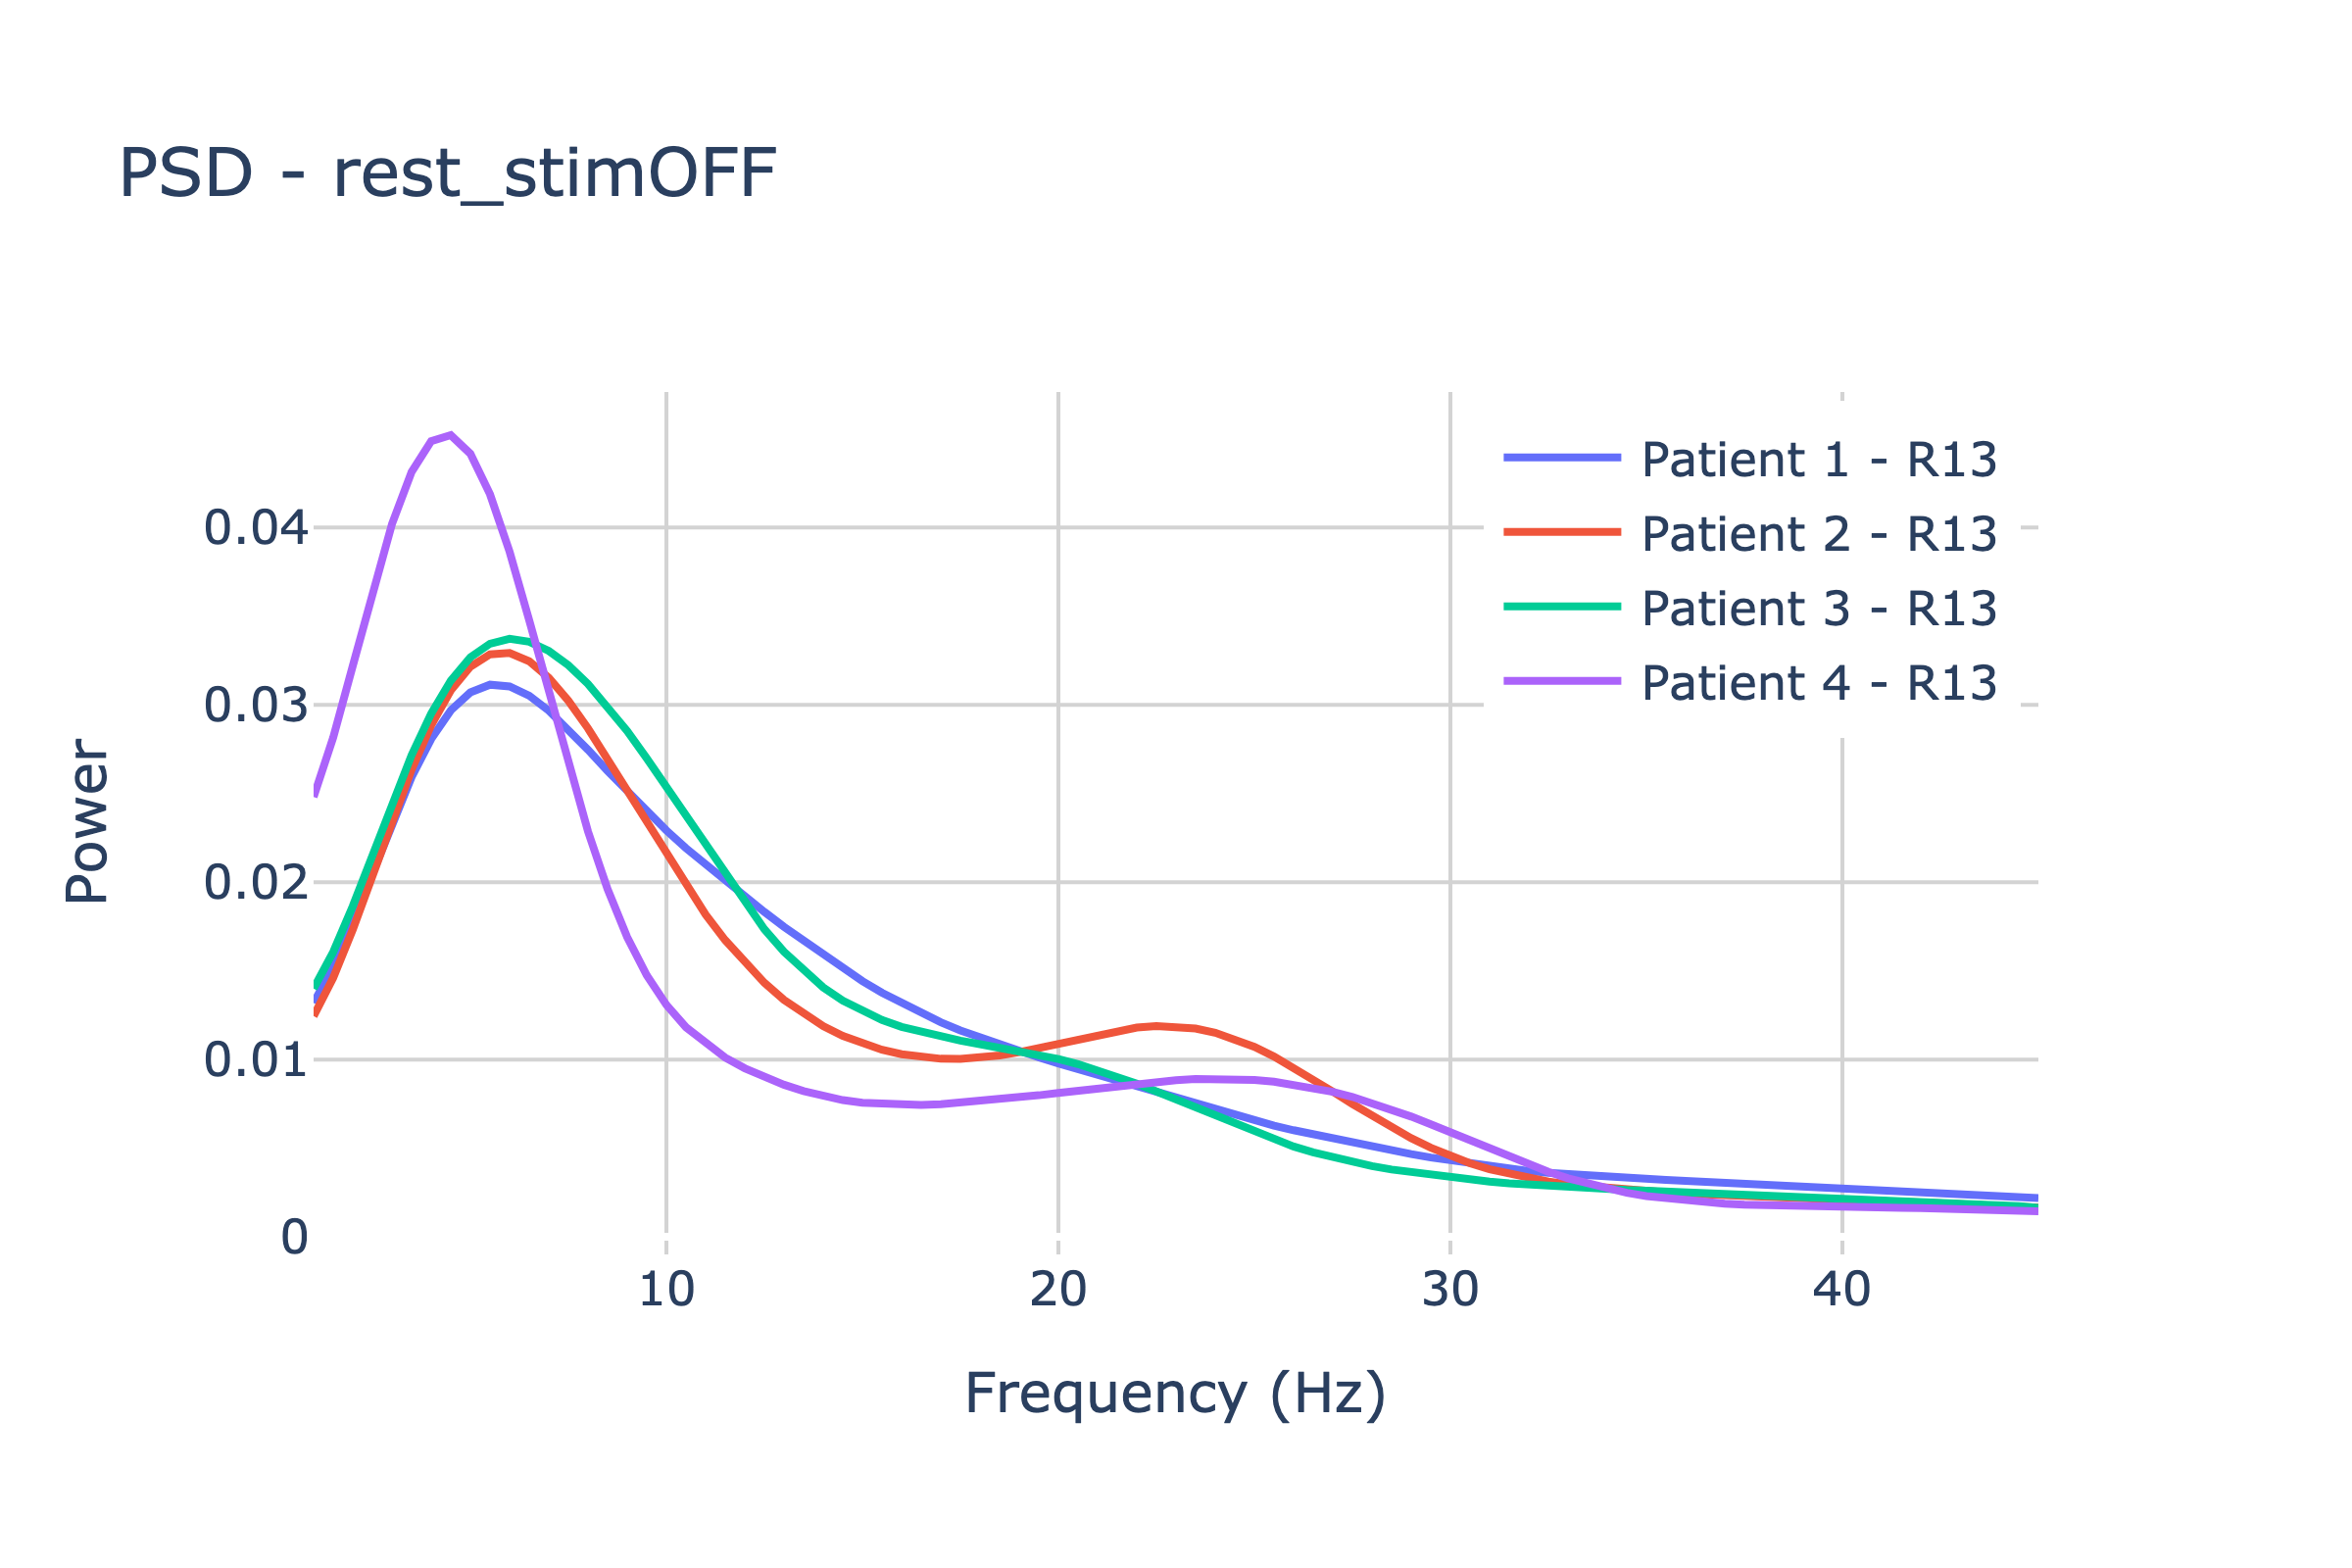 PSD - rest_stimOFF
Patient 1 - R13
Patient 2 - R13
Patient 3 - R13
Patient 4 - R13
0.04
0.03
0.02
0.01
0
Power
10
20
30
40
Frequency (Hz)